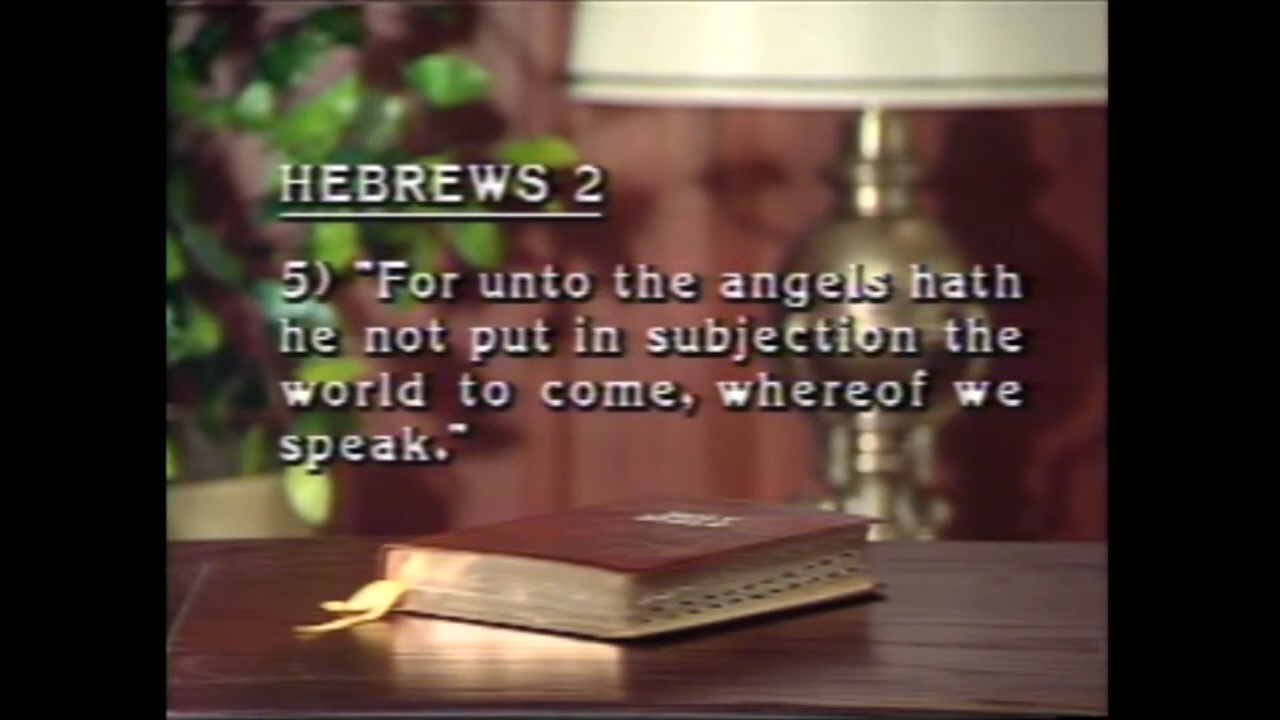 HEBREWS 2
5) "For unto the angels hath
he not put in subjection the
world to come, whereof we
speak."